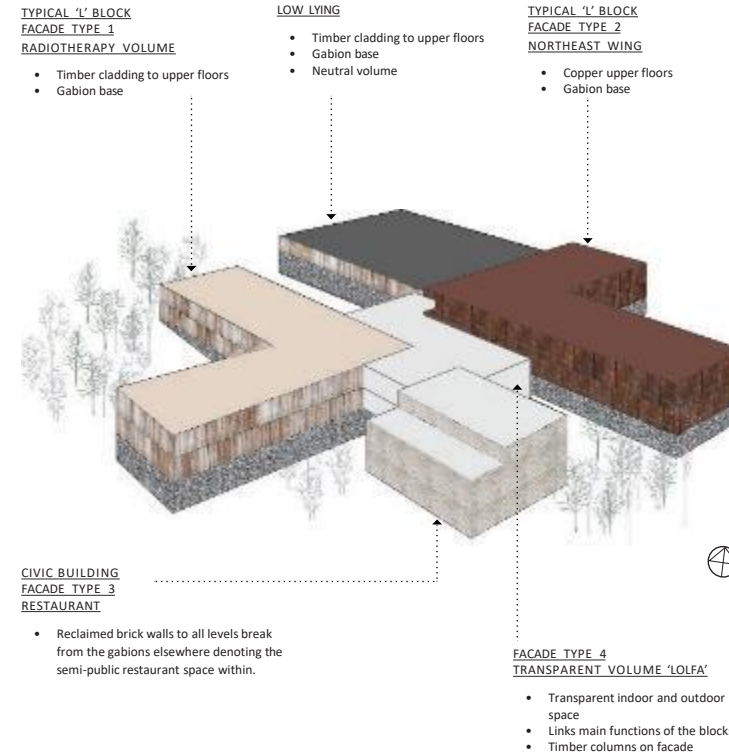 TYPICAL ‘L’ BLOCK
FACADE TYPE 1
RADIOTHERAPY VOLUME
• Timber cladding to upper floors
• Gabion base
LOW LYING
• Timber cladding to upper floors
• Gabion base
• Neutral volume
TYPICAL ‘L’ BLOCK
FACADE TYPE 2
NORTHEAST WING
• Copper upper floors
• Gabion base
CIVIC BUILDING
FACADE TYPE 3
RESTAURANT
• Reclaimed brick walls to all levels break
from the gabions elsewhere denoting the
semi-public restaurant space within.
FACADE TYPE 4
TRANSPARENT VOLUME ‘LOLFA’
• Transparent indoor and outdoor
space
• Links main functions of the block
• Timber columns on facade